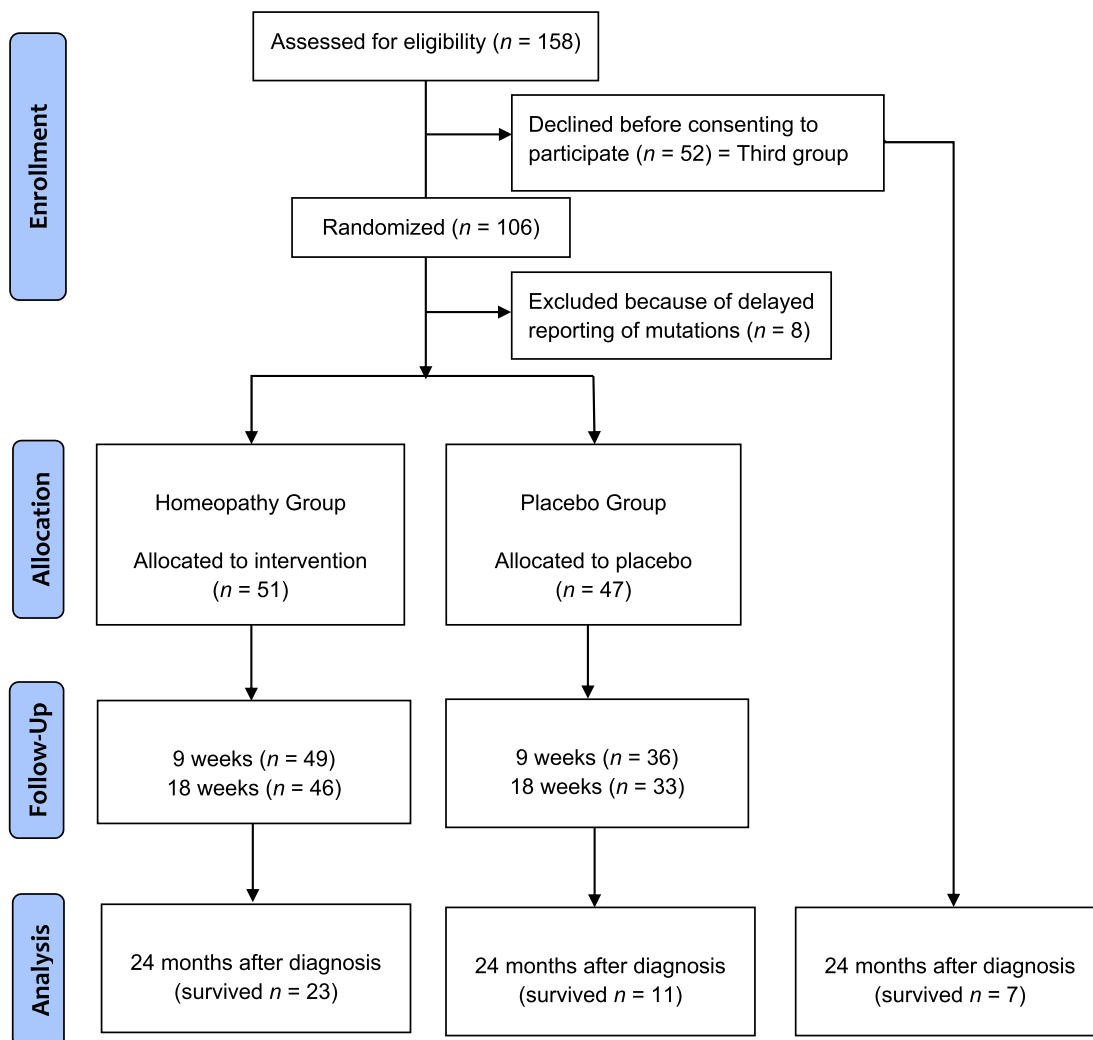 Enrollment
Assessed for eligibility (n = 158)
Declined before consenting to
participate (n = 52) = Third group
Randomized (n = 106)
Excluded because of delayed
reporting of mutations (n = 8)
Allocation
Homeopathy Group
Allocated to intervention
(n = 51)
Placebo Group
Allocated to placebo
(n = 47)
Follow-Up
9 weeks (n = 49)
18 weeks (n = 46)
9 weeks (n = 36)
18 weeks (n = 33)
Analysis
24 months after diagnosis
(survived n = 23)
24 months after diagnosis
(survived n = 11)
24 months after diagnosis
(survived n = 7)